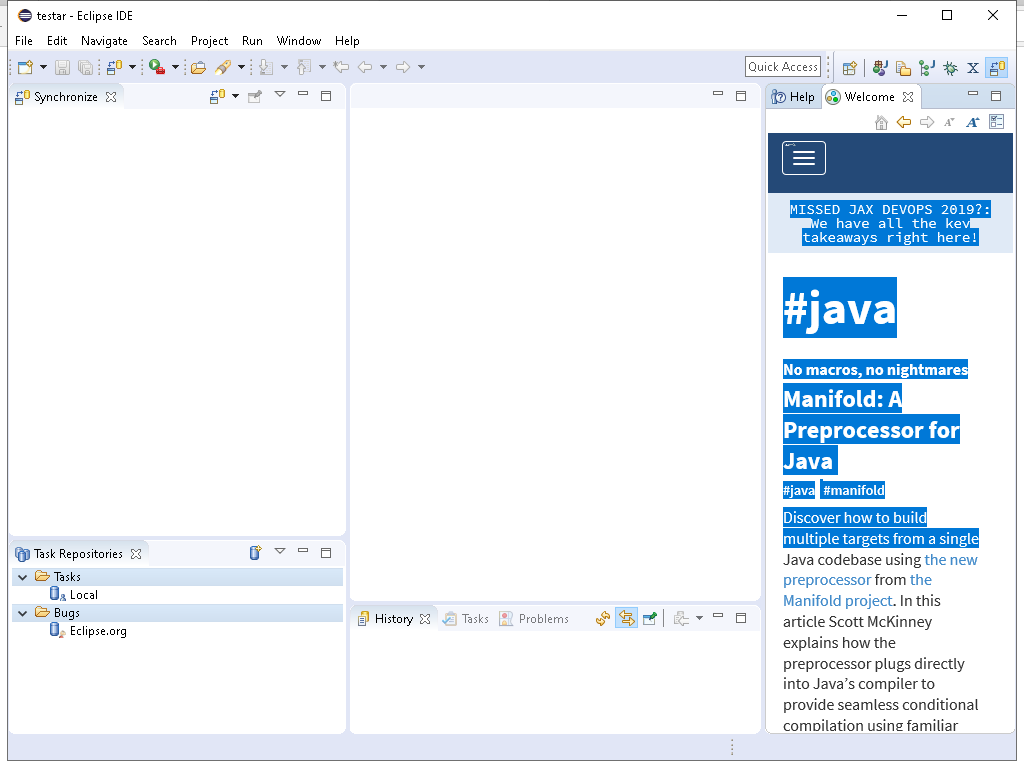 testar - Eclipse IDE
File Edit Navigate Search Project Run Window Help
Quick Access
Synchronize
Help Welcome
MISSED JAX DEVOPS 2019?:
We have all the key
takeaways right here!
#java
No macros, no nightmares
Manifold: A
Preprocessor for
Java
#java #manifold
Discover how to build
multiple targets from a single
Java codebase using the new
preprocessor from the
Manifold project. In this
article Scott McKinney
explains how the
preprocessor plugs directly
into Java’s compiler to
provide seamless conditional
compilation using familiar
Task Repositories
Tasks
Local
Bugs
Eclipse.org
History Tasks Problems